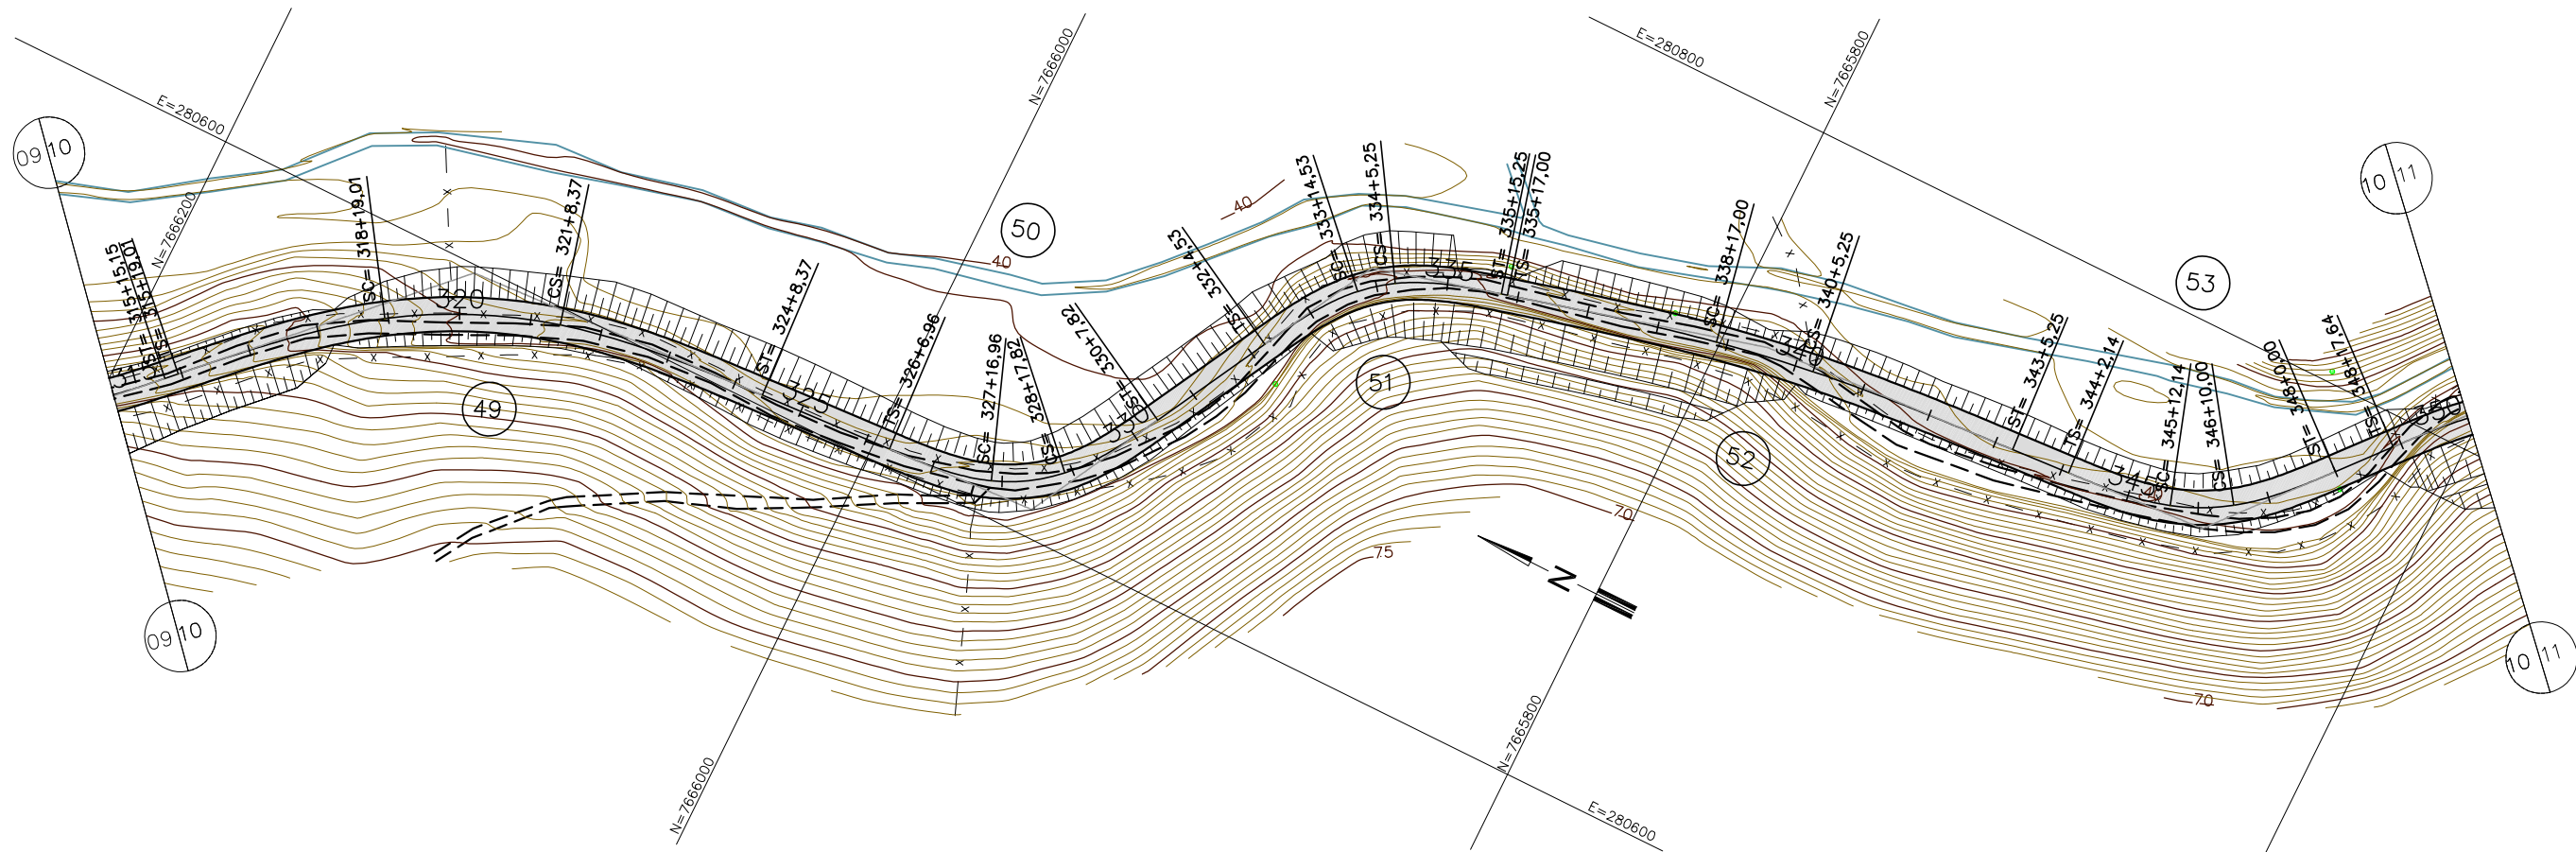 E=280600
E=280800
N=7666000
N=7665800
N=7666200
09 10
10 11
ST= 315+15,15
TS= 315+19,01
SC= 318+19,01
CS= 321+8,37
ST= 324+8,37
TS= 326+6,96
SC= 327+16,96
CS= 328+17,82
ST= 330+7,82
TS= 332+4,53
SC= 333+14,53
CS= 334+5,25
ST= 335+15,25
TS= 335+17,00
SC= 338+17,00
CS= 340+5,25
ST= 343+5,25
TS= 344+2,14
SC= 345+12,14
CS= 346+10,00
ST= 348+0,00
TS= 348+17,64
320
325
330
335
340
345
350
49
50
51
52
53
40
40
70
75
70
N
N=7666000
N=7665800
E=280600
09 10
10 11